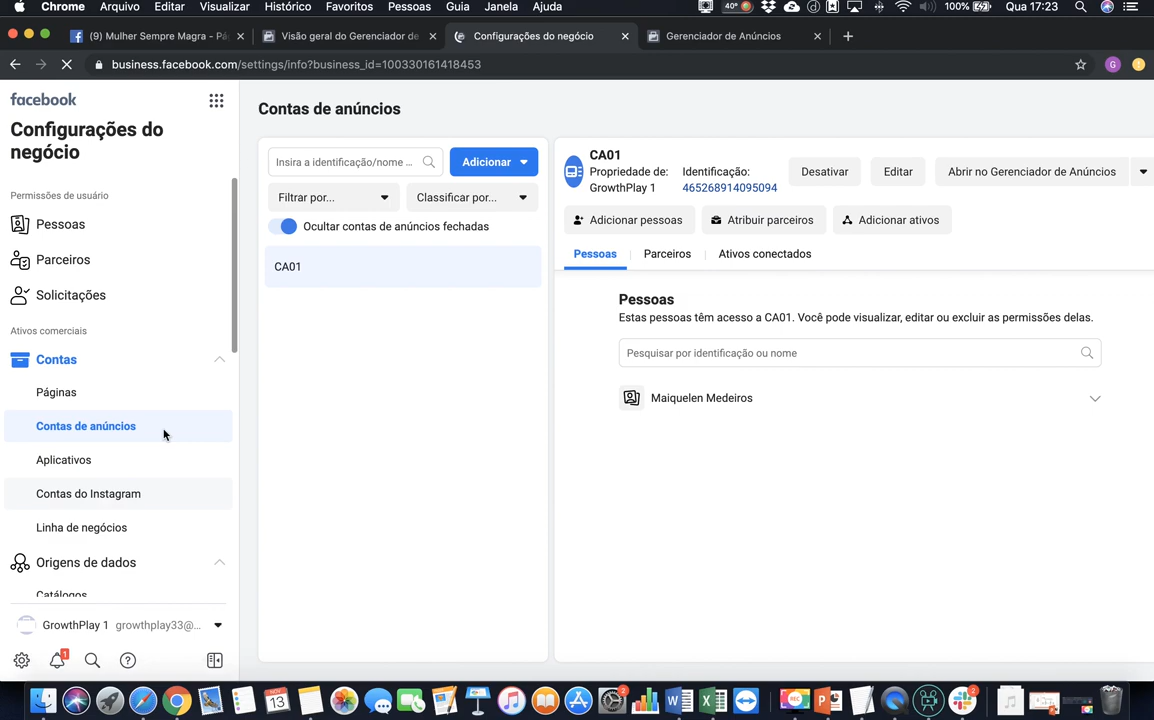 Chrome Arquivo Editar Visualizar Histórico Favoritos Pessoas Guia Janela Ajuda 40° 100% Qua 17:23
(9) Mulher Sempre Magra - Pá
Visão geral do Gerenciador de
Configurações do negócio
Gerenciador de Anúncios
business.facebook.com/settings/info?business_id=100330161418453
G
facebook
Configurações do
negócio
Permissões de usuário
Pessoas
Parceiros
Solicitações
Ativos comerciais
Contas
Páginas
Contas de anúncios
Aplicativos
Contas do Instagram
Linha de negócios
Origens de dados
Catálogos
GrowthPlay 1 growthplay33@...
1
Contas de anúncios
Insira a identificação/nome ...
Adicionar
Filtrar por...
Classificar por...
Ocultar contas de anúncios fechadas
CA01
CA01
Propriedade de:
GrowthPlay 1
Identificação:
465268914095094
Desativar
Editar
Abrir no Gerenciador de Anúncios
Adicionar pessoas
Atribuir parceiros
Adicionar ativos
Pessoas
Parceiros
Ativos conectados
Pessoas
Estas pessoas têm acesso a CA01. Você pode visualizar, editar ou excluir as permissões delas.
Pesquisar por identificação ou nome
Maiquelen Medeiros
13
2
2